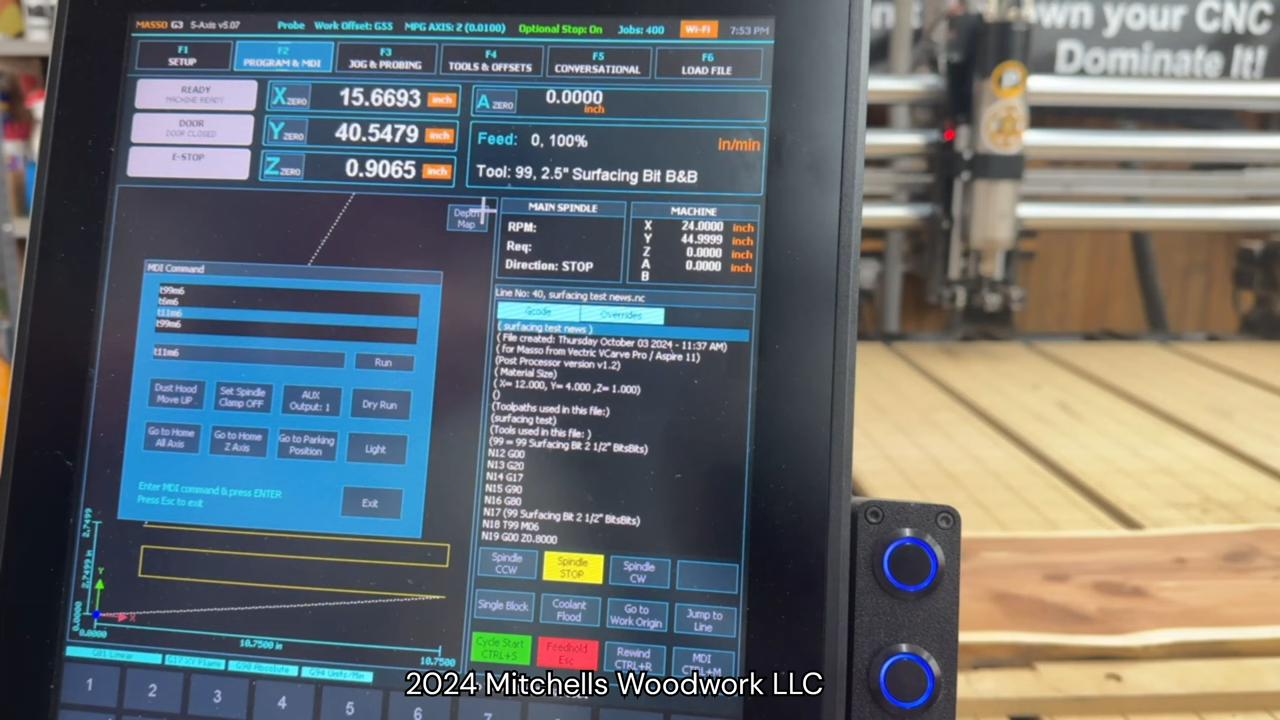 own your CNC
Dominate It!
MASSO G3 5-Axis v5.07 Probe Work Offset: G55 MPG AXIS: Z (0.0100) Optional Stop: On Jobs: 400 Wi-Fi 7:53 PM
F1 SETUP
F2 PROGRAM & MDI
F3 JOG & PROBING
F4 TOOLS & OFFSETS
F5 CONVERSATIONAL
F6 LOAD FILE
READY
MACHINE READY
DOOR
DOOR CLOSED
E-STOP
X ZERO 15.6693 inch
Y ZERO 40.5479 inch
Z ZERO 0.9065 inch
A ZERO 0.0000 inch
Feed: 0, 100% in/min
Tool: 99, 2.5" Surfacing Bit B&B
Depth Map
MAIN SPINDLE
RPM:
Req:
Direction: STOP
MACHINE
X 24.0000 inch
Y 44.9999 inch
Z 0.0000 inch
A 0.0000 inch
B
MDI Command
t99m6
t6m6
t11m6
t99m6
t11m6 Run
Dust Hood Move UP
Set Spindle Clamp OFF
AUX Output: 1
Dry Run
Go to Home All Axis
Go to Home Z Axis
Go to Parking Position
Light
Enter MDI command & press ENTER
Press Esc to exit
Exit
Line No: 40, surfacing test news.nc
Gcode Overrides
( surfacing test news )
( File created: Thursday October 03 2024 - 11:37 AM)
( for Masso from Vectric VCarve Pro / Aspire 11)
(Post Processor version v1.2)
( Material Size)
( X= 12.000, Y= 4.000 ,Z= 1.000)
()
(Toolpaths used in this file:)
(surfacing test)
(Tools used in this file: )
(99 = 99 Surfacing Bit 2 1/2" BitsBits)
N12 G00
N13 G20
N14 G17
N15 G90
N16 G80
N17 (99 Surfacing Bit 2 1/2" BitsBits)
N18 T99 M06
N19 G00 Z0.8000
Spindle CCW
Spindle STOP
Spindle CW
Single Block
Coolant Flood
Go to Work Origin
Jump to Line
Cycle Start CTRL+S
Feedhold Esc
Rewind CTRL+R
MDI CTRL+M
2.7499
2.7499 in
0.0000
Y
X
0.0000
10.7500 in
10.7500
G01 Linear G17 XY Plane G90 Absolute G94 Units/Min
1 2 3 4 5 6 7
2024 Mitchells Woodwork LLC